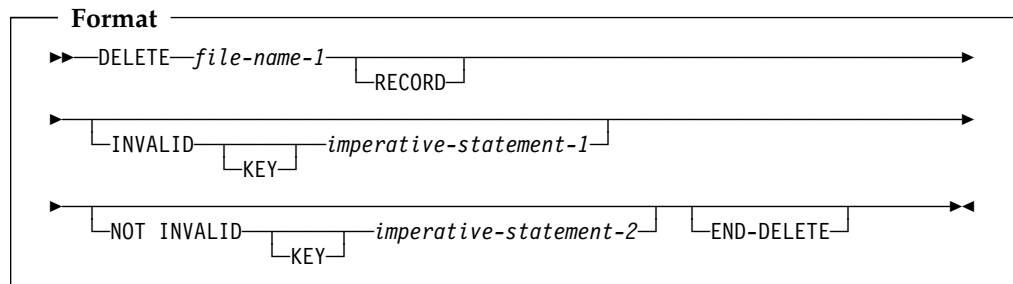 Format
DELETE file-name-1
RECORD
INVALID imperative-statement-1
KEY
NOT INVALID imperative-statement-2 END-DELETE
KEY